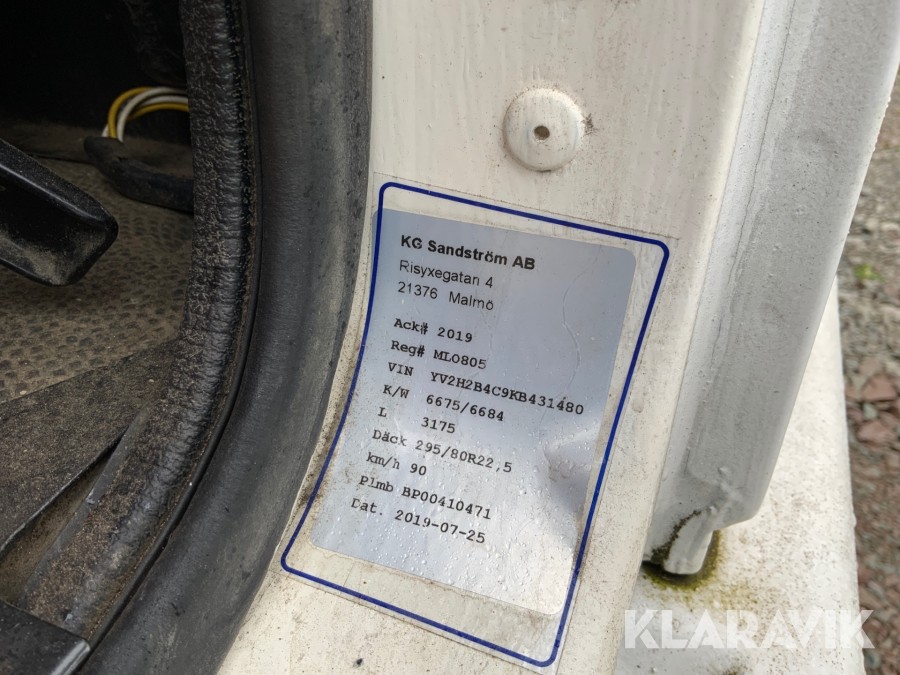 KG Sandström AB
Risyxegatan 4
21376 Malmö
Ack# 2019
Reg# MLO805
VIN YV2H2B4C9KB431480
K/W 6675/6684
L 3175
Däck 295/80R22,5
km/h 90
Plmb BP00410471
Dat. 2019-07-25
KLARAVIK